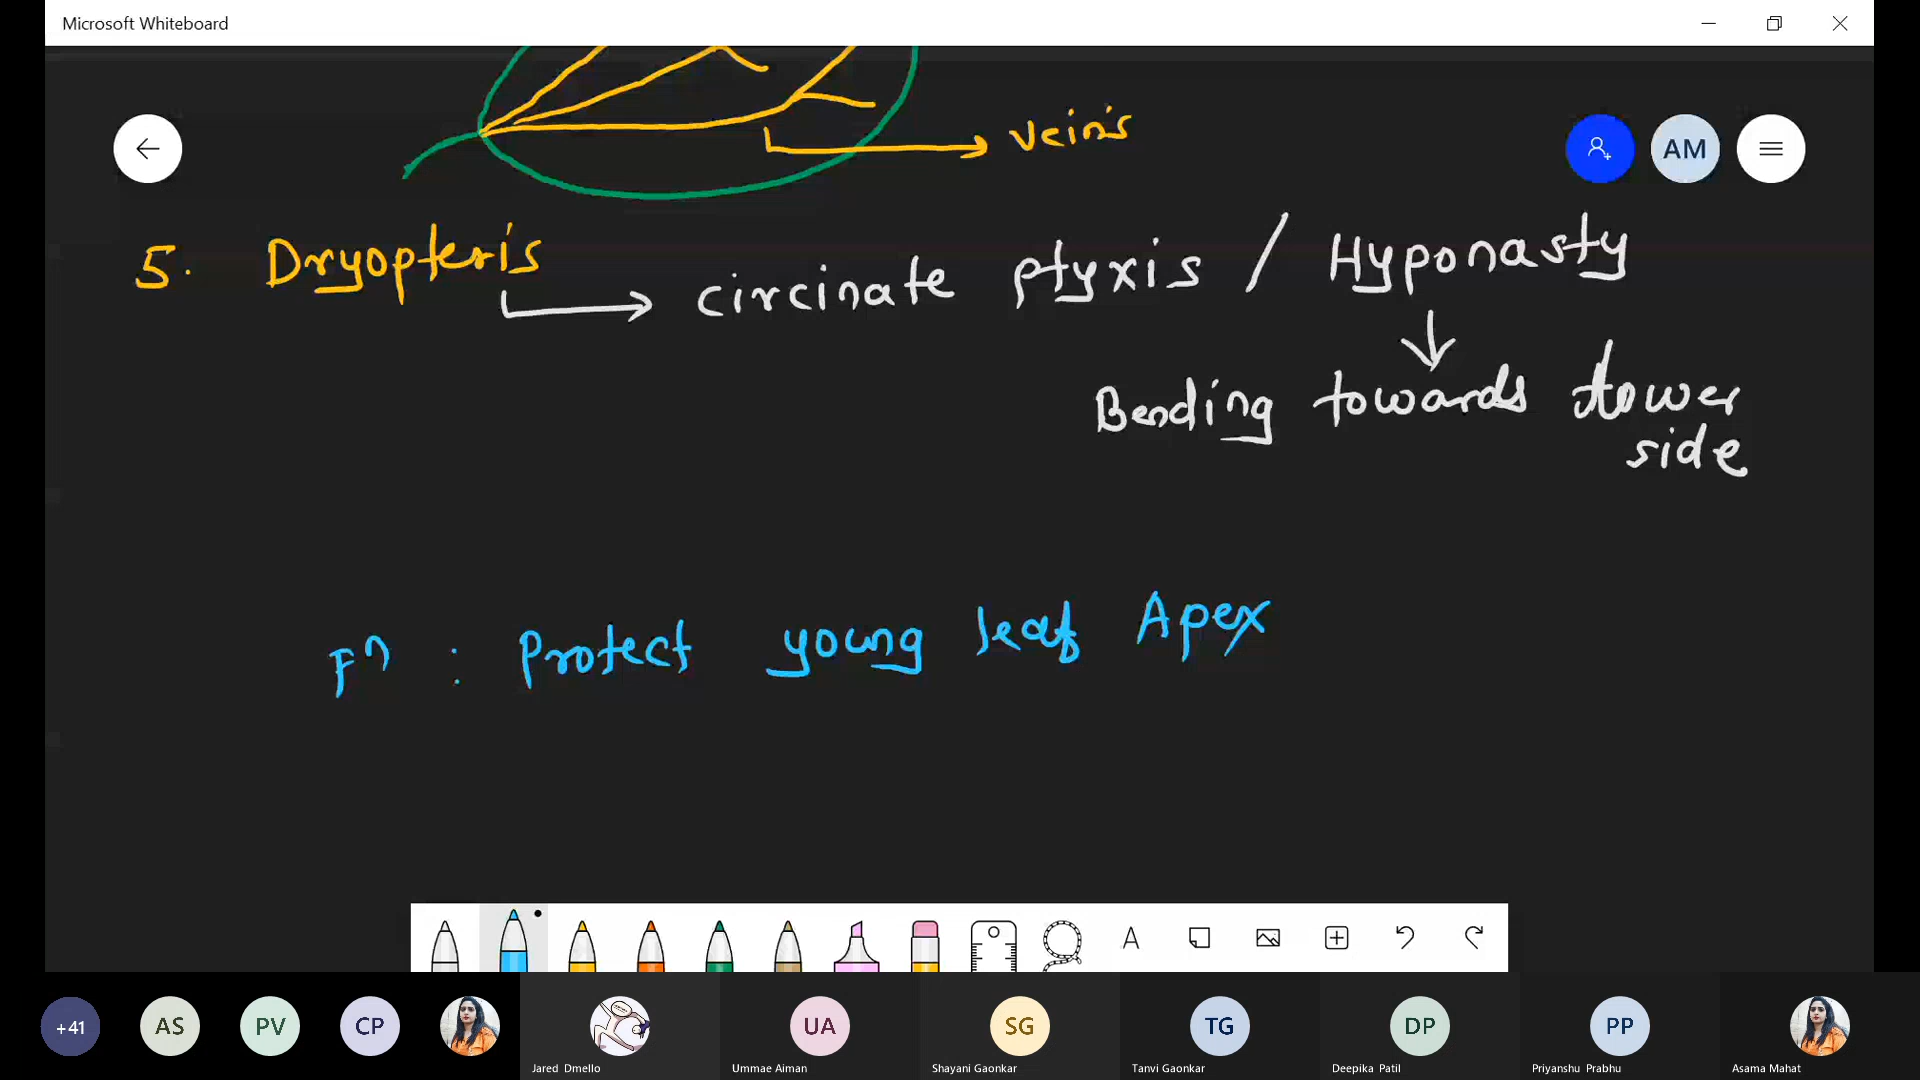 Microsoft Whiteboard
veins
AM
5. Dryopteris
circinate ptyxis / Hyponasty
Bending towards lower
side
Fn : Protect young leaf Apex
A
+41
AS
PV
CP
UA
SG
TG
DP
PP
Jared Dmello
Ummae Aiman
Shayani Gaonkar
Tanvi Gaonkar
Deepika Patil
Priyanshu Prabhu
Asama Mahat